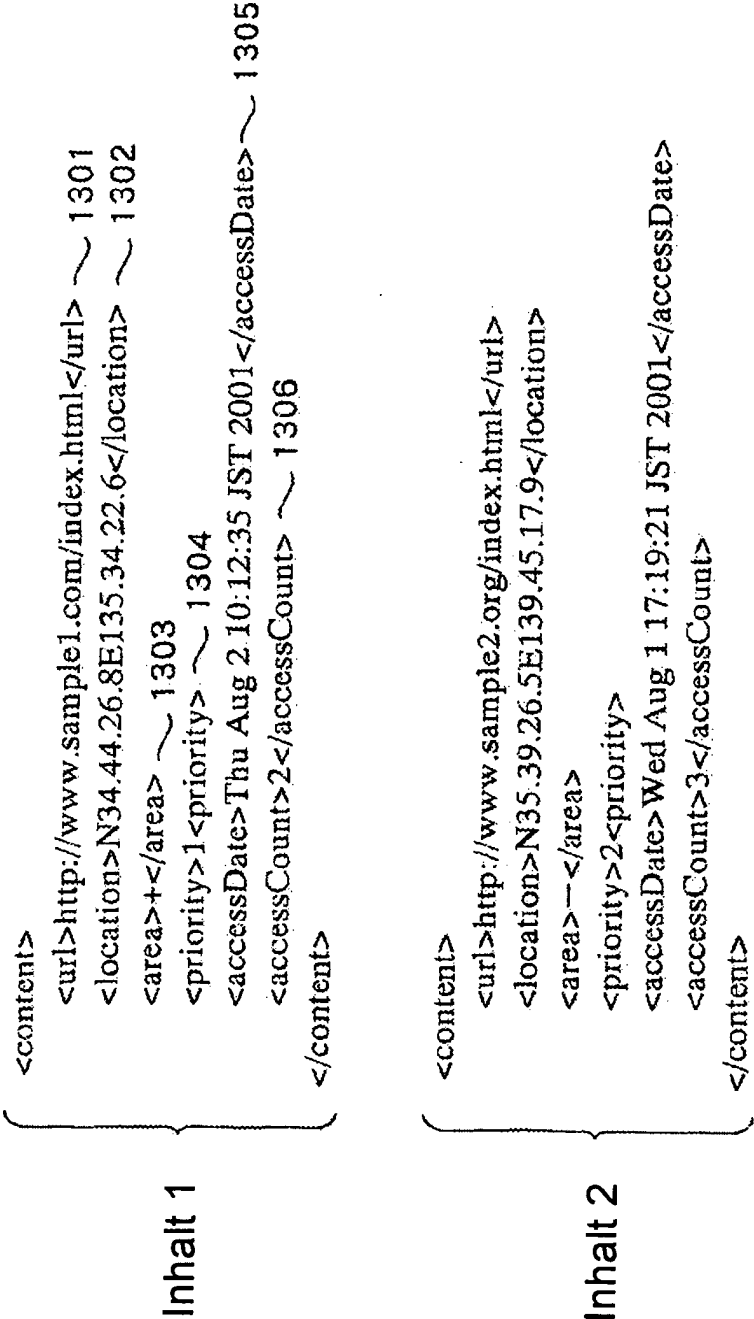 Inhalt 1
<content>
<url>http://www.sample1.com/index.html</url> ~ 1301
<location>N34.44.26.8E135.34.22.6</location> ~ 1302
<area>+</area> ~ 1303
<priority>1<priority> ~ 1304
<accessDate>Thu Aug 2 10:12:35 JST 2001</accessDate> ~ 1305
<accessCount>2</accessCount> ~ 1306
</content>
Inhalt 2
<content>
<url>http://www.sample2.org/index.html</url>
<location>N35.39.26.5E139.45.17.9</location>
<area>−</area>
<priority>2<priority>
<accessDate>Wed Aug 1 17:19:21 JST 2001</accessDate>
<accessCount>3</accessCount>
</content>